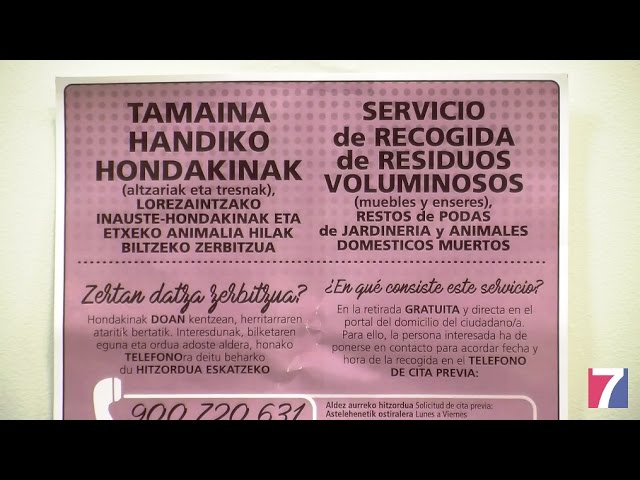 TAMAINA
HANDIKO
HONDAKINAK
(altzariak eta tresnak),
LOREZAINTZAKO
INAUSTE-HONDAKINAK ETA
ETXEKO ANIMALIA HILAK
BILTZEKO ZERBITZUA
SERVICIO
de RECOGIDA
de RESIDUOS
VOLUMINOSOS
(muebles y enseres),
RESTOS de PODAS
de JARDINERIA y ANIMALES
DOMESTICOS MUERTOS
Zertan datza zerbitzua?
Hondakinak DOAN kentzean, herritarraren
ataritik bertatik. Interesdunak, bilketaren
eguna eta ordua adoste aldera, honako
TELEFONOra deitu beharko
du HITZORDUA ESKATZEKO
¿En qué consiste este servicio?
En la retirada GRATUITA y directa en el
portal del domicilio del ciudadano/a.
Para ello, la persona interesada ha de
ponerse en contacto para acordar fecha y
hora de la recogida en el TELEFONO
DE CITA PREVIA:
900 720 631
Aldez aurreko hitzordua Solicitud de cita previa:
Astelehenetik ostiralera Lunes a Viernes
7